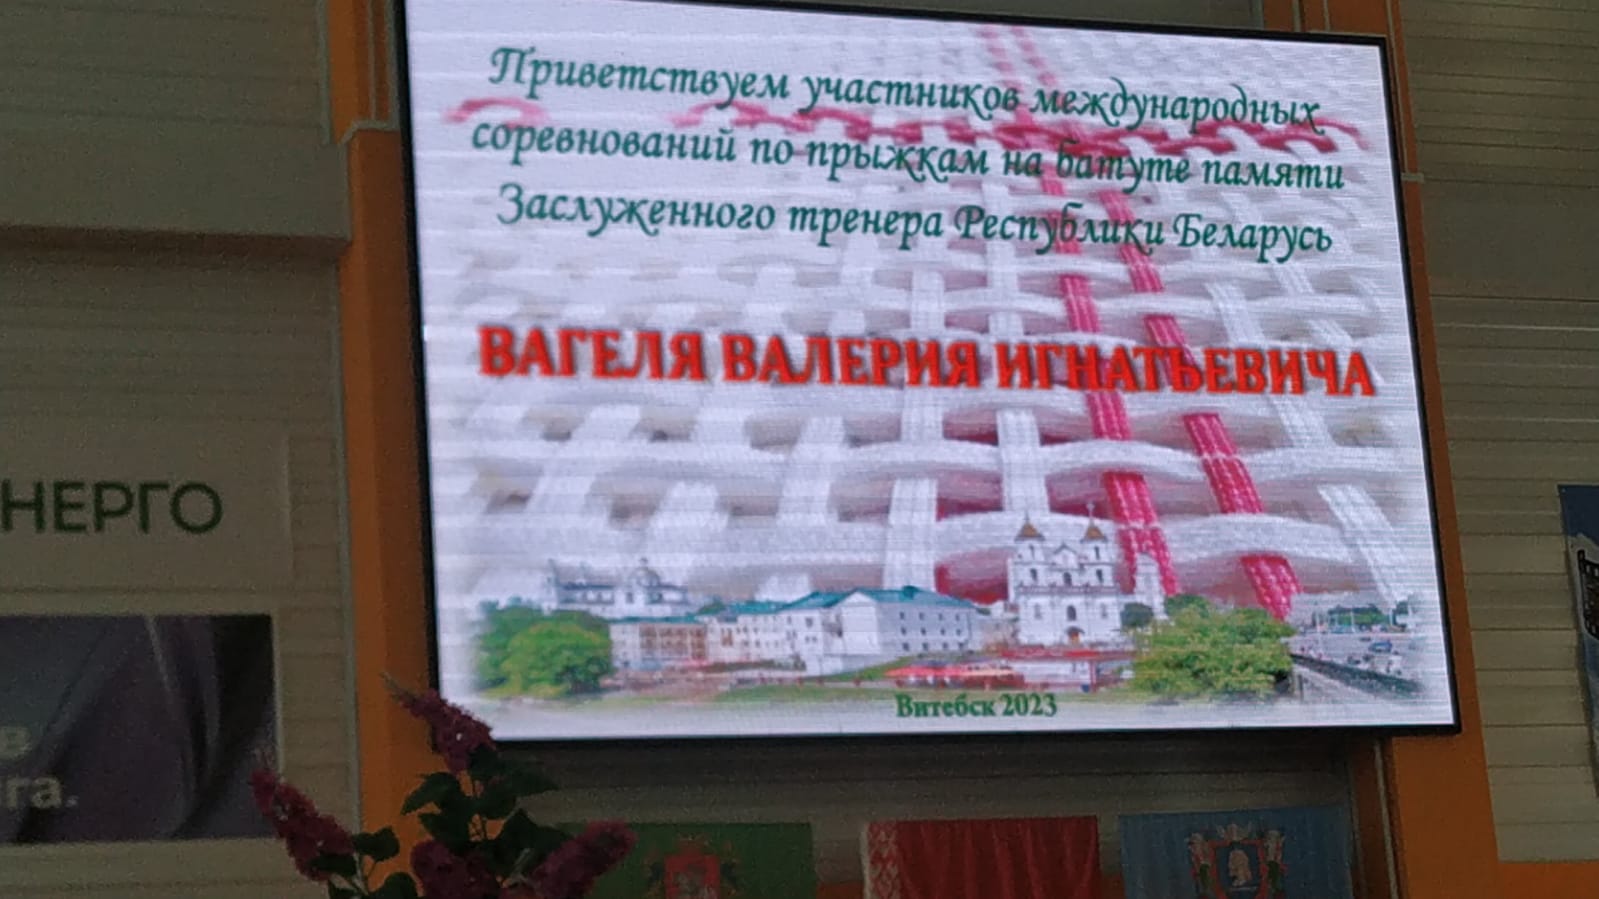 Приветствуем участников международных
соревнований по прыжкам на батуте памяти
Заслуженного тренера Республики Беларусь
ВАГЕЛЯ ВАЛЕРИЯ ИГНАТЬЕВИЧА
Витебск 2023
НЕРГО
в
га.